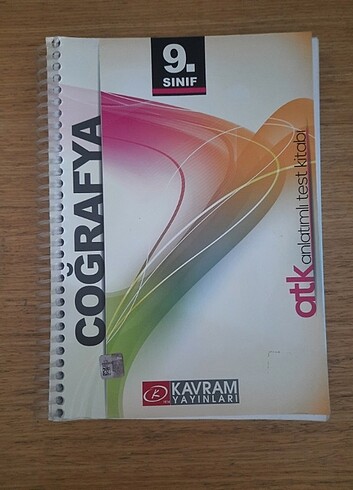 9.
SINIF
COĞRAFYA
atk anlatımlı test kitabı
KAVRAM
YAYINLARI